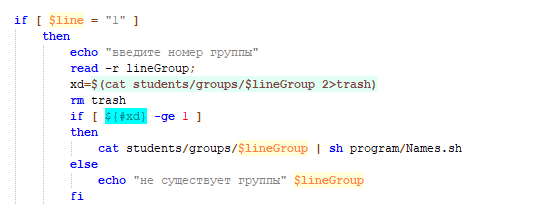 if [ $line = "1" ]
then
echo "введите номер группы"
read -r lineGroup;
xd=$(cat students/groups/$lineGroup 2>trash)
rm trash
if [ ${#xd} -ge 1 ]
then
cat students/groups/$lineGroup | sh program/Names.sh
else
echo "не существует группы" $lineGroup
fi